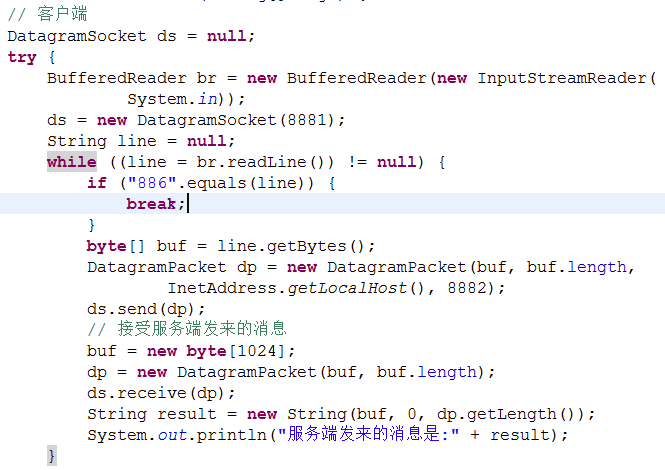 // 客户端
DatagramSocket ds = null;
try {
BufferedReader br = new BufferedReader(new InputStreamReader(
System.in));
ds = new DatagramSocket(8881);
String line = null;
while ((line = br.readLine()) != null) {
if ("886".equals(line)) {
break;
}
byte[] buf = line.getBytes();
DatagramPacket dp = new DatagramPacket(buf, buf.length,
InetAddress.getLocalHost(), 8882);
ds.send(dp);
// 接受服务端发来的消息
buf = new byte[1024];
dp = new DatagramPacket(buf, buf.length);
ds.receive(dp);
String result = new String(buf, 0, dp.getLength());
System.out.println("服务端发来的消息是:" + result);
}